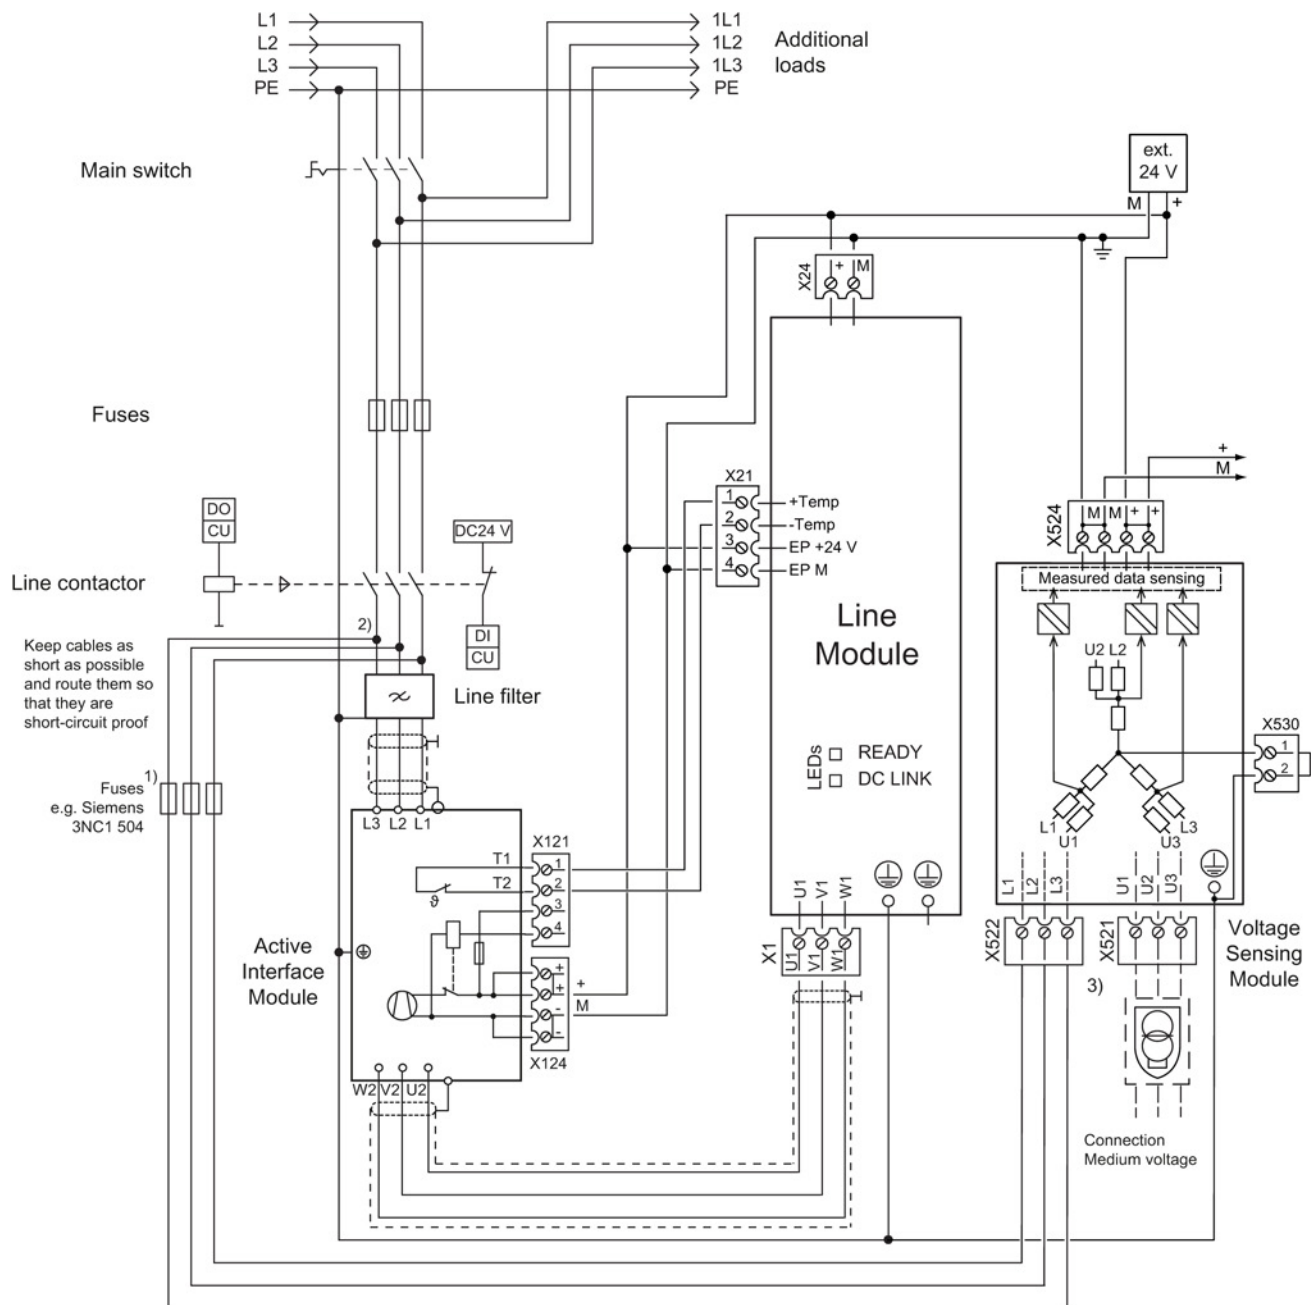 L1
L2
L3
PE
1L1
1L2
1L3
PE
Additional
loads
Main switch
ext.
24 V
M +
X24
+ M
Fuses
X21
1 +Temp
2 -Temp
3 EP +24 V
4 EP M
+
M
X524
M M + +
DO
CU
DC24 V
Line contactor
DI
CU
2)
Keep cables as
short as possible
and route them so
that they are
short-circuit proof
Line filter
Line
Module
LEDs
READY
DC LINK
Measured data sensing
U2 L2
L1
U1
L3
U3
X530
1
2
1)
Fuses
e.g. Siemens
3NC1 504
L3 L2 L1
X121
T1
T2
1
2
3
4
ϑ
Active
Interface
Module
+
+
-
-
+
M
X124
W2 V2 U2
U1 V1 W1
X1
U1 V1 W1
L1 L2 L3
U1 U2 U3
X522
X521
Voltage
Sensing
Module
3)
Connection
Medium voltage